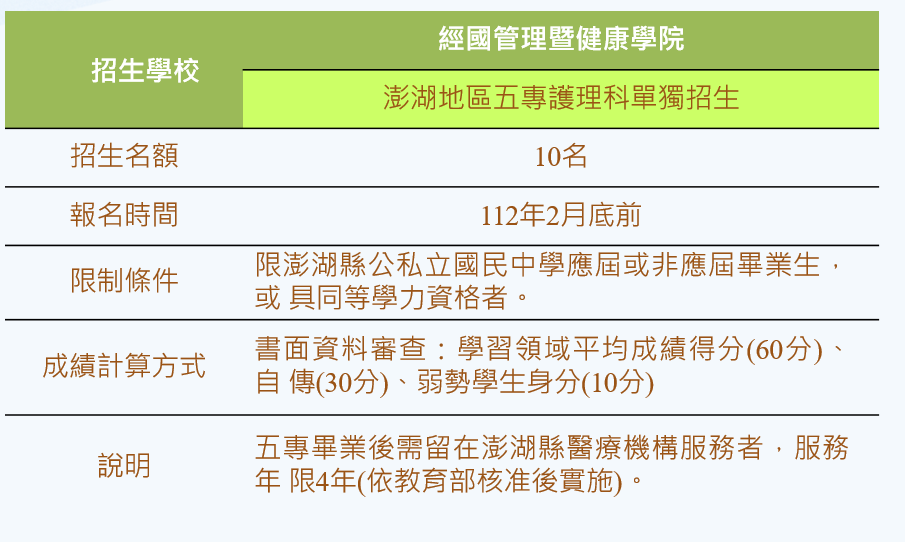 招生學校
經國管理暨健康學院
澎湖地區五專護理科單獨招生
招生名額
10名
報名時間
112年2月底前
限制條件
限澎湖縣公私立國民中學應屆或非應屆畢業生，
或 具同等學力資格者。
成績計算方式
書面資料審查：學習領域平均成績得分(60分)、
自 傳(30分)、弱勢學生身分(10分)
說明
五專畢業後需留在澎湖縣醫療機構服務者，服務
年 限4年(依教育部核准後實施)。